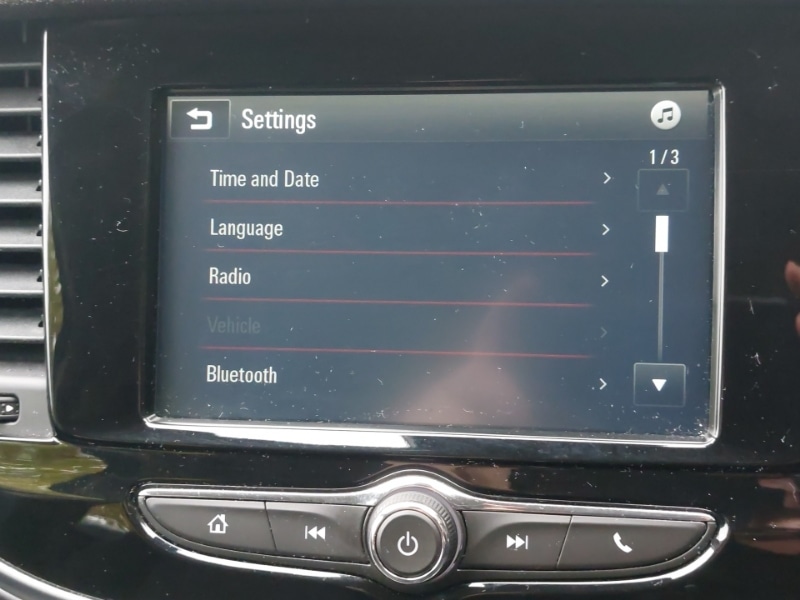 Settings
1/3
Time and Date
Language
Radio
Vehicle
Bluetooth